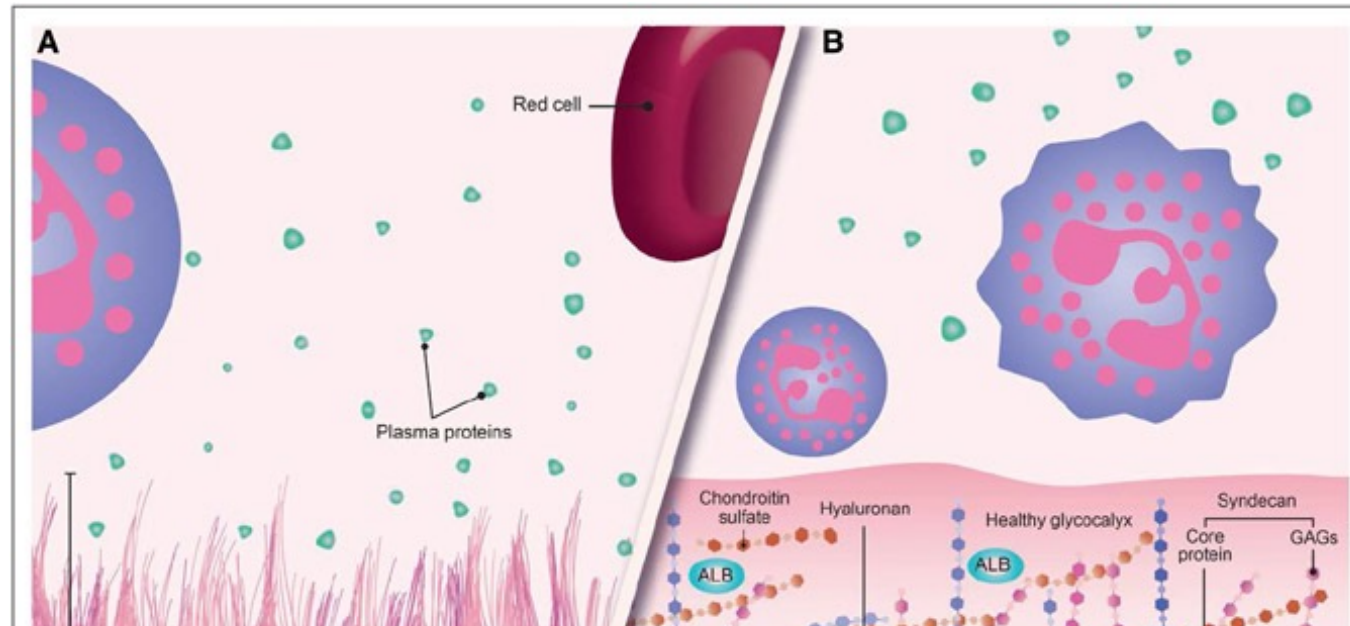 A
Red cell
Plasma proteins
B
Chondroitin
sulfate
Hyaluronan
Healthy glycocalyx
Syndecan
Core
protein
GAGs
ALB
ALB